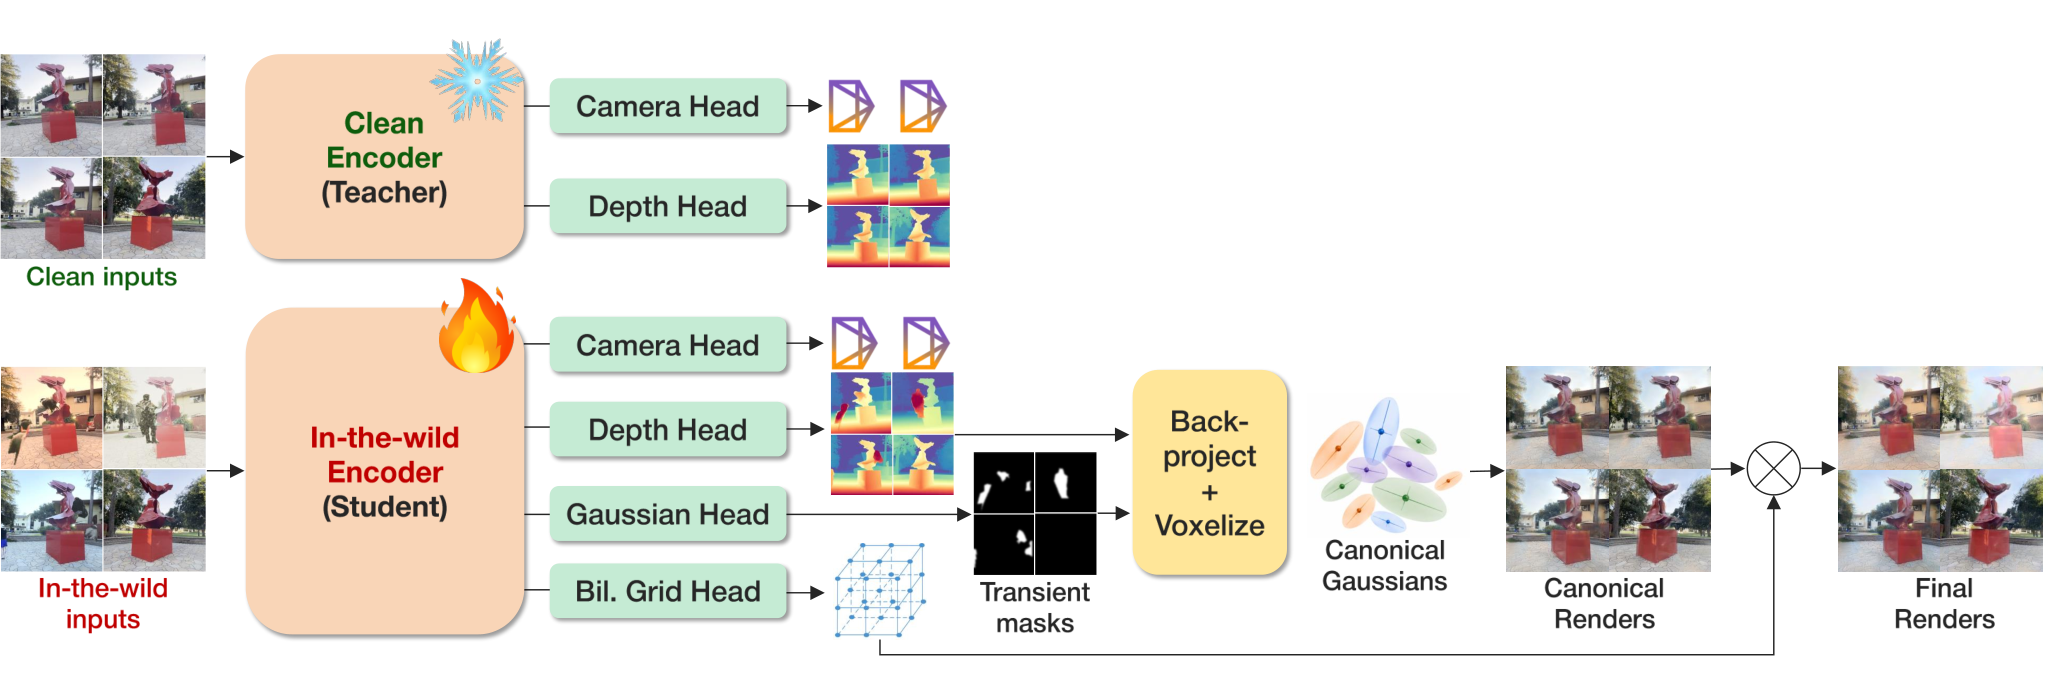 Clean
Encoder
(Teacher)
Camera Head
Depth Head
Clean inputs
In-the-wild
Encoder
(Student)
Camera Head
Depth Head
Gaussian Head
Bil. Grid Head
In-the-wild
inputs
Transient
masks
Back-
project
+
Voxelize
Canonical
Gaussians
Canonical
Renders
Final
Renders